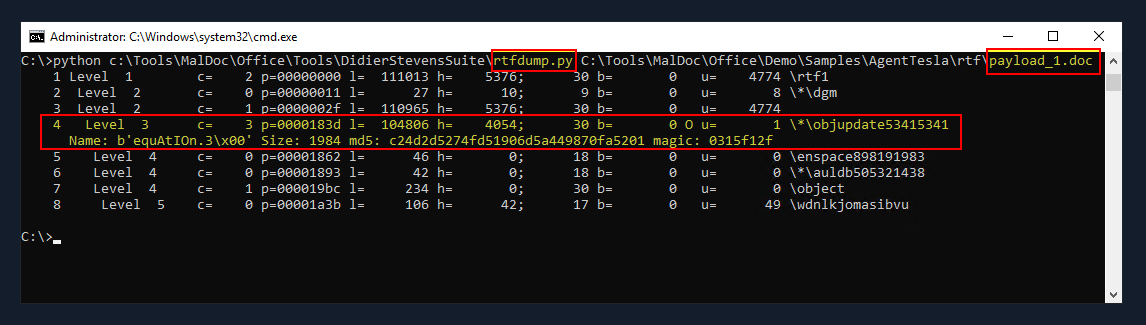 Administrator: C:\Windows\system32\cmd.exe
C:\>python c:\Tools\MalDoc\Office\Tools\DidierStevensSuite\rtfdump.py C:\Tools\MalDoc\Office\Demo\Samples\AgentTesla\rtf\payload_1.doc
1 Level 1 c= 2 p=00000000 l= 111013 h= 5376; 30 b= 0 u= 4774 \rtf1
2 Level 2 c= 0 p=00000011 l= 27 h= 10; 9 b= 0 u= 8 \*\dgm
3 Level 2 c= 1 p=0000002f l= 110965 h= 5376; 30 b= 0 u= 4774
4 Level 3 c= 3 p=0000183d l= 104806 h= 4054; 30 b= 0 O u= 1 \*\objupdate53415341
Name: b'equAtIOn.3\x00' Size: 1984 md5: c24d2d5274fd51906d5a449870fa5201 magic: 0315f12f
5 Level 4 c= 0 p=00001862 l= 46 h= 0; 18 b= 0 u= 0 \enspace898191983
6 Level 4 c= 0 p=00001893 l= 42 h= 0; 18 b= 0 u= 0 \*\auldb505321438
7 Level 4 c= 1 p=000019bc l= 234 h= 0; 30 b= 0 u= 0 \object
8 Level 5 c= 0 p=00001a3b l= 106 h= 42; 17 b= 0 u= 49 \wdnlkjomasibvu
C:\>